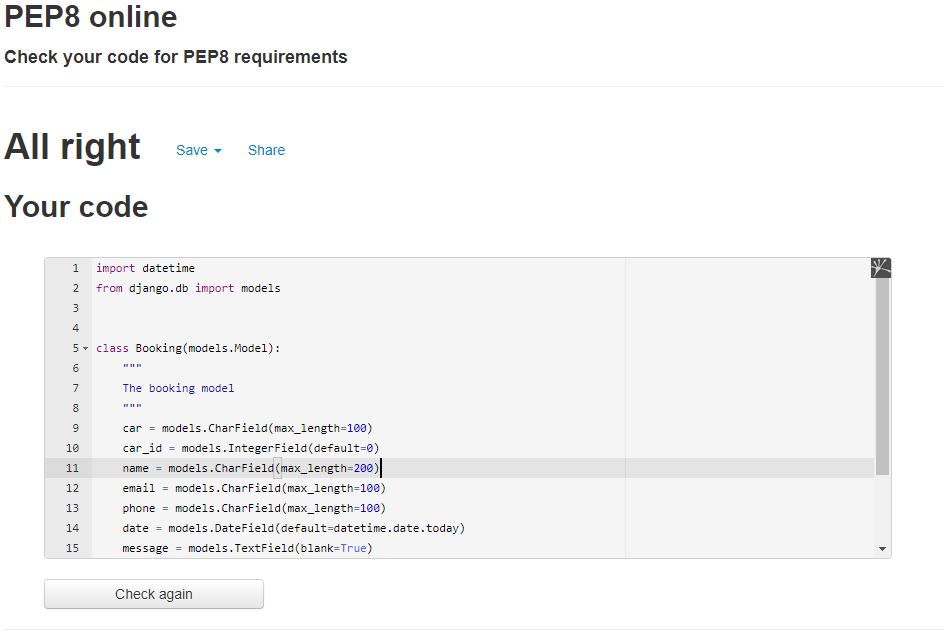 PEP8 online
Check your code for PEP8 requirements
All right Save Share
Your code
1 import datetime
2 from django.db import models
3
4
5 class Booking(models.Model):
6     """
7     The booking model
8     """
9     car = models.CharField(max_length=100)
10     car_id = models.IntegerField(default=0)
11     name = models.CharField(max_length=200)
12     email = models.CharField(max_length=100)
13     phone = models.CharField(max_length=100)
14     date = models.DateField(default=datetime.date.today)
15     message = models.TextField(blank=True)
Check again